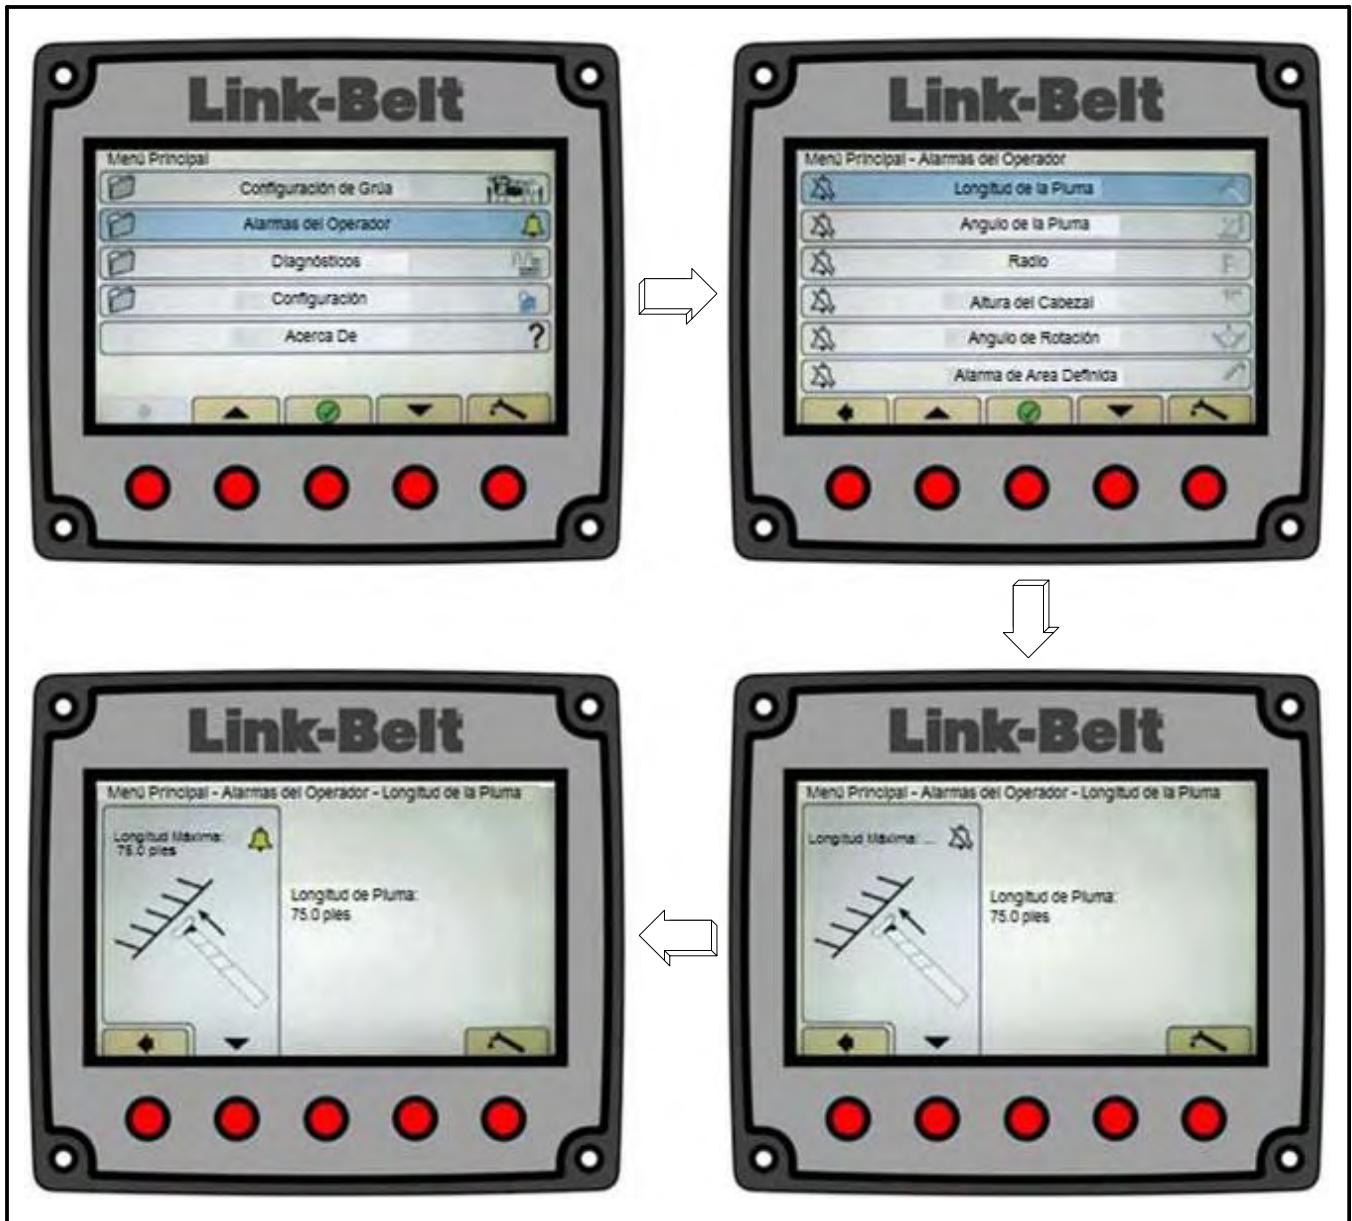 Link-Belt
Menú Principal
Configuración de Grúa
Alarmas del Operador
Diagnósticos
Configuración
Acerca De
?
Link-Belt
Menú Principal - Alarmas del Operador
Longitud de la Pluma
Angulo de la Pluma
Radio
Altura del Cabezal
Angulo de Rotación
Alarma de Area Definida
Link-Belt
Menú Principal - Alarmas del Operador - Longitud de la Pluma
Longitud Máxima:
75.0 pies
Longitud de Pluma:
75.0 pies
Link-Belt
Menú Principal - Alarmas del Operador - Longitud de la Pluma
Longitud Máxima: ...
Longitud de Pluma:
75.0 pies